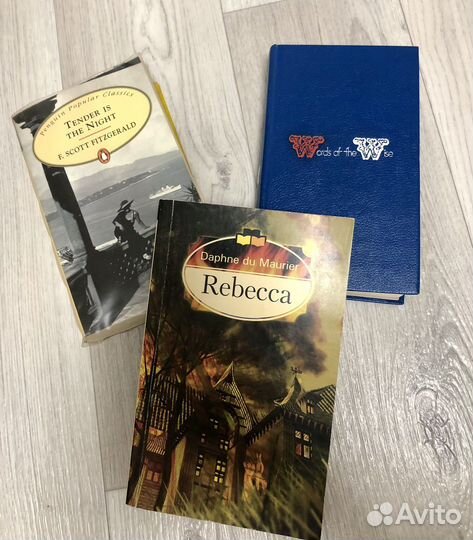 Penguin Popular Classics
TENDER IS
THE NIGHT
F. SCOTT FITZGERALD
Words of the Wise
Daphne du Maurier
Rebecca
Avito